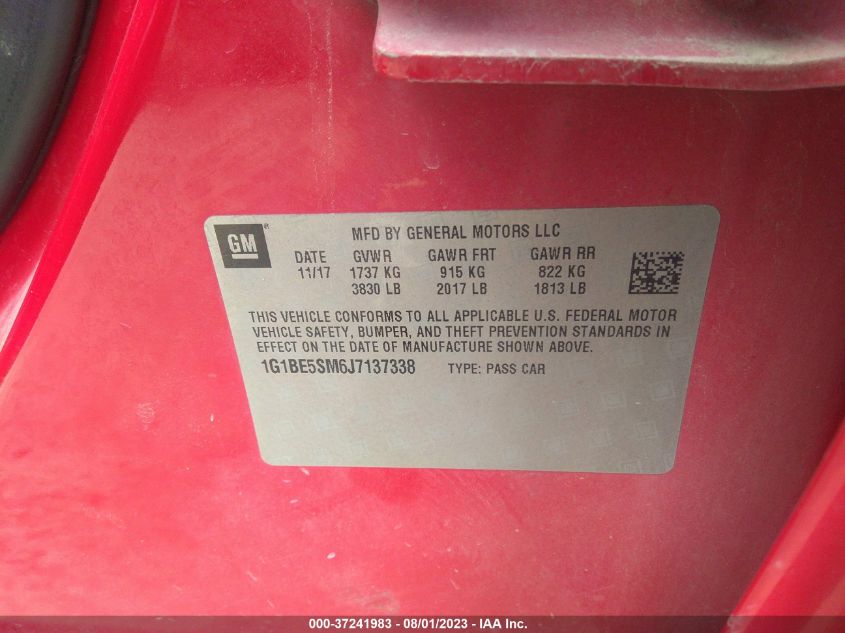 GM ®
MFD BY GENERAL MOTORS LLC
DATE GVWR GAWR FRT GAWR RR
11/17 1737 KG 915 KG 822 KG
3830 LB 2017 LB 1813 LB
THIS VEHICLE CONFORMS TO ALL APPLICABLE U.S. FEDERAL MOTOR
VEHICLE SAFETY, BUMPER, AND THEFT PREVENTION STANDARDS IN
EFFECT ON THE DATE OF MANUFACTURE SHOWN ABOVE.
1G1BE5SM6J7137338 TYPE: PASS CAR
000-37241983 - 08/01/2023 - IAA Inc.